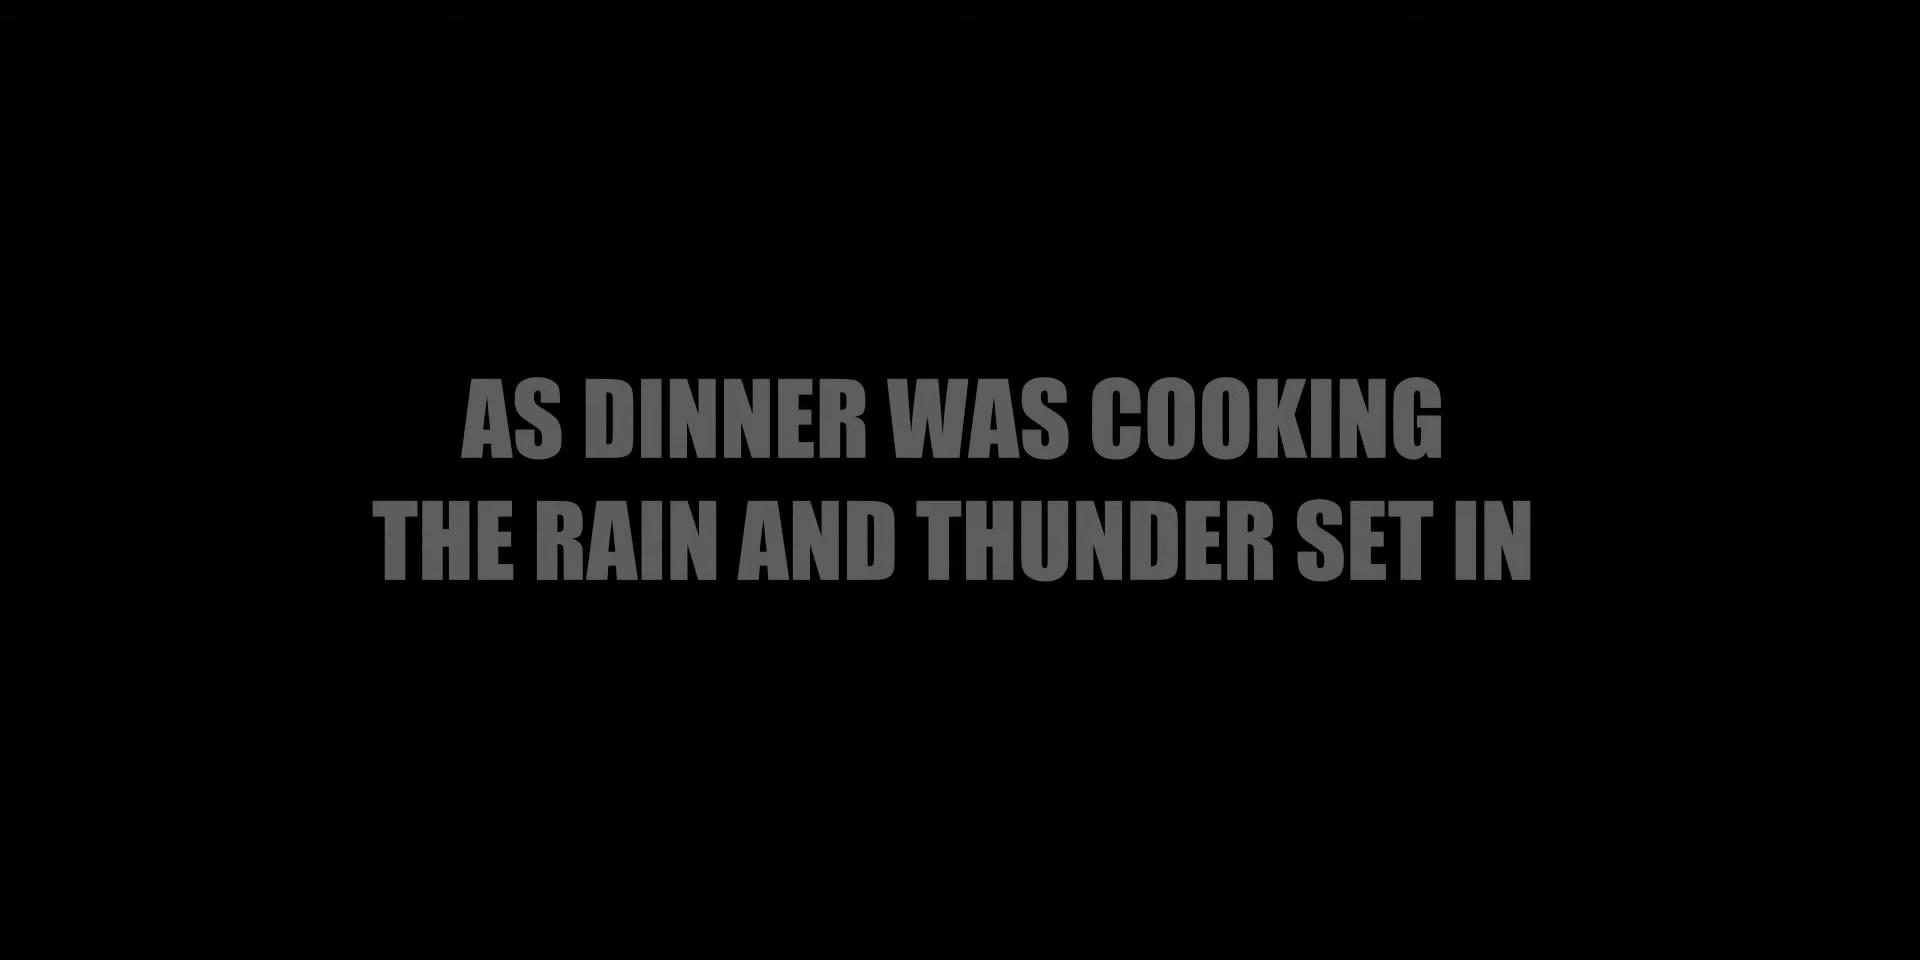 AS DINNER WAS COOKING
THE RAIN AND THUNDER SET IN